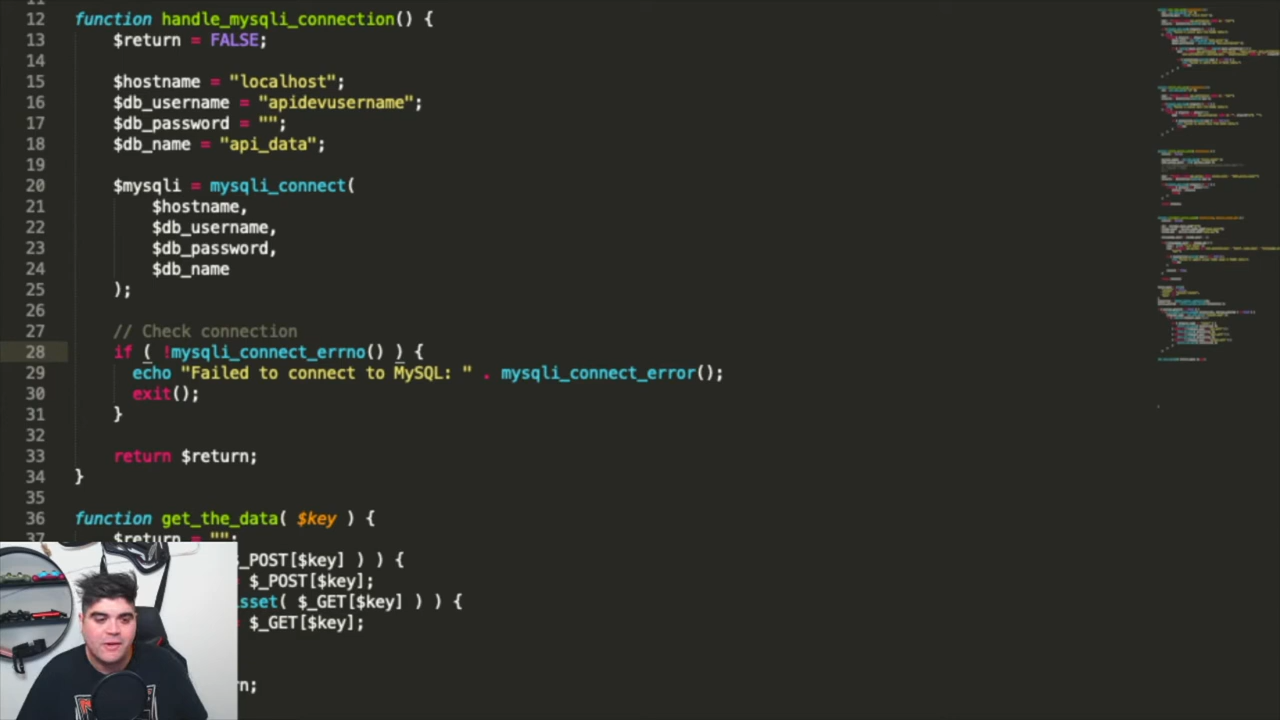 12 function handle_mysqli_connection() {
13 $return = FALSE;
14
15 $hostname = "localhost";
16 $db_username = "apidevusername";
17 $db_password = "";
18 $db_name = "api_data";
19
20 $mysqli = mysqli_connect(
21 $hostname,
22 $db_username,
23 $db_password,
24 $db_name
25 );
26
27 // Check connection
28 if ( !mysqli_connect_errno() ) {
29 echo "Failed to connect to MySQL: " . mysqli_connect_error();
30 exit();
31 }
32
33 return $return;
34 }
35
36 function get_the_data( $key ) {
37 $return = "";
$_POST[$key] ) ) {
$_POST[$key];
isset( $_GET[$key] ) ) {
$_GET[$key];